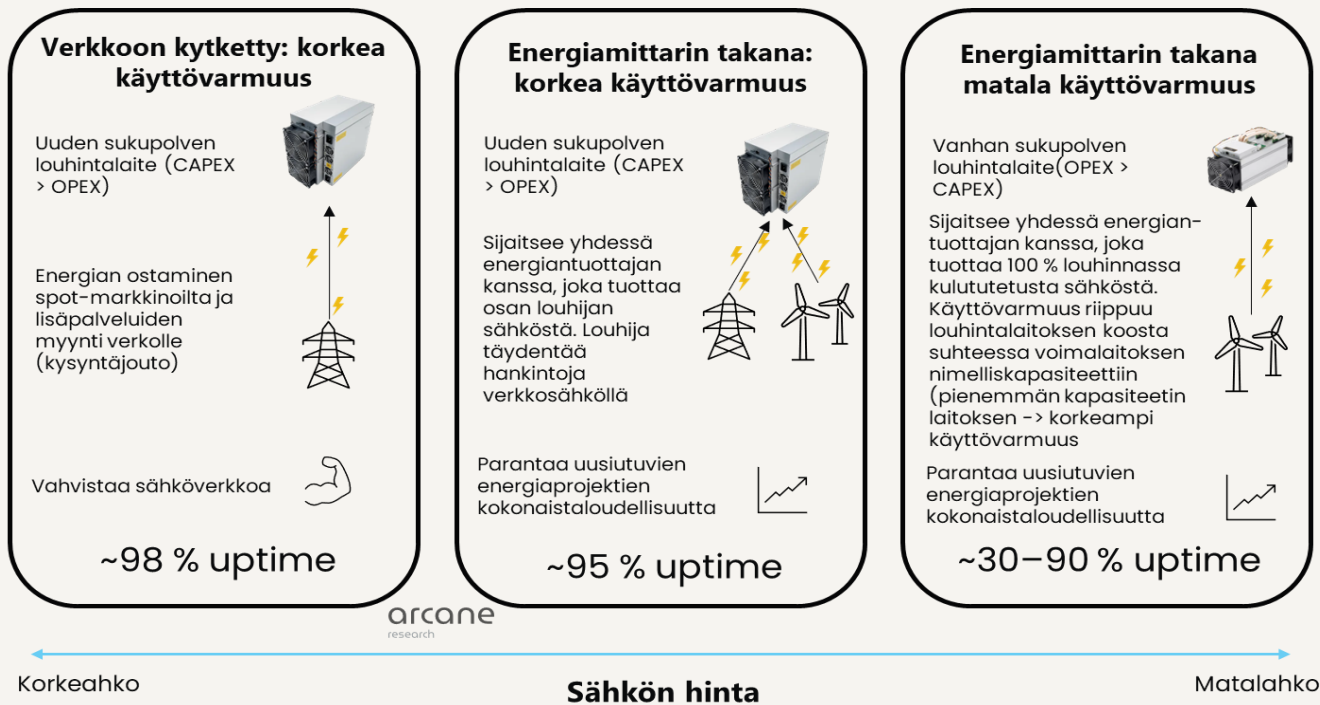 Verkkoon kytketty: korkea
käyttövarmuus
Uuden sukupolven
louhintalaite (CAPEX
> OPEX)
Energian ostaminen
spot-markkinoilta ja
lisäpalveluiden
myynti verkolle
(kysyntäjouto)
Vahvistaa sähköverkkoa
~98 % uptime
Energiamittarin takana:
korkea käyttövarmuus
Uuden sukupolven
louhintalaite (CAPEX
> OPEX)
Sijaitsee yhdessä
energiantuottajan
kanssa, joka tuottaa
osan louhijan
sähköstä. Louhija
täydentää
hankintoja
verkkosähköllä
Parantaa uusiutuvien
energiaprojektien
kokonaistaloudellisuutta
~95 % uptime
Energiamittarin takana
matala käyttövarmuus
Vanhan sukupolven
louhintalaite(OPEX >
CAPEX)
Sijaitsee yhdessä energian-
tuottajan kanssa, joka
tuottaa 100 % louhinnassa
kulututetusta sähköstä.
Käyttövarmuus riippuu
louhintalaitoksen koosta
suhteessa voimalaitoksen
nimelliskapasiteettiin
(pienemmän kapasiteetin
laitoksen -> korkeampi
käyttövarmuus
Parantaa uusiutuvien
energiaprojektien
kokonaistaloudellisuutta
~30–90 % uptime
arcane
research
Korkeahko
Sähkön hinta
Matalahko